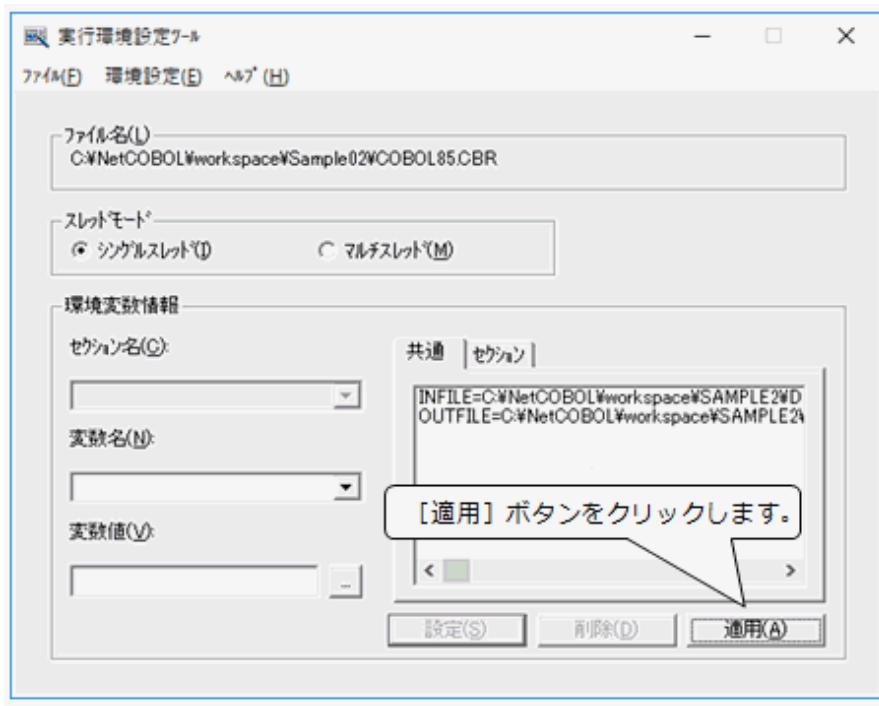 実行環境設定ﾂｰﾙ
ﾌｧｲﾙ(F) 環境設定(E) ﾍﾙﾌﾟ(H)
ﾌｧｲﾙ名(L)
C:¥NetCOBOL¥workspace¥Sample02¥COBOL85.CBR
ｽﾚｯﾄﾞﾓｰﾄﾞ
ｼﾝｸﾞﾙｽﾚｯﾄﾞ(I) ﾏﾙﾁｽﾚｯﾄﾞ(M)
環境変数情報
ｾｸｼｮﾝ名(C):
共通 ｾｸｼｮﾝ
INFILE=C:¥NetCOBOL¥workspace¥SAMPLE2¥D
OUTFILE=C:¥NetCOBOL¥workspace¥SAMPLE2¥
変数名(N):
［適用］ボタンをクリックします。
変数値(V):
...
設定(S) 削除(D) 適用(A)